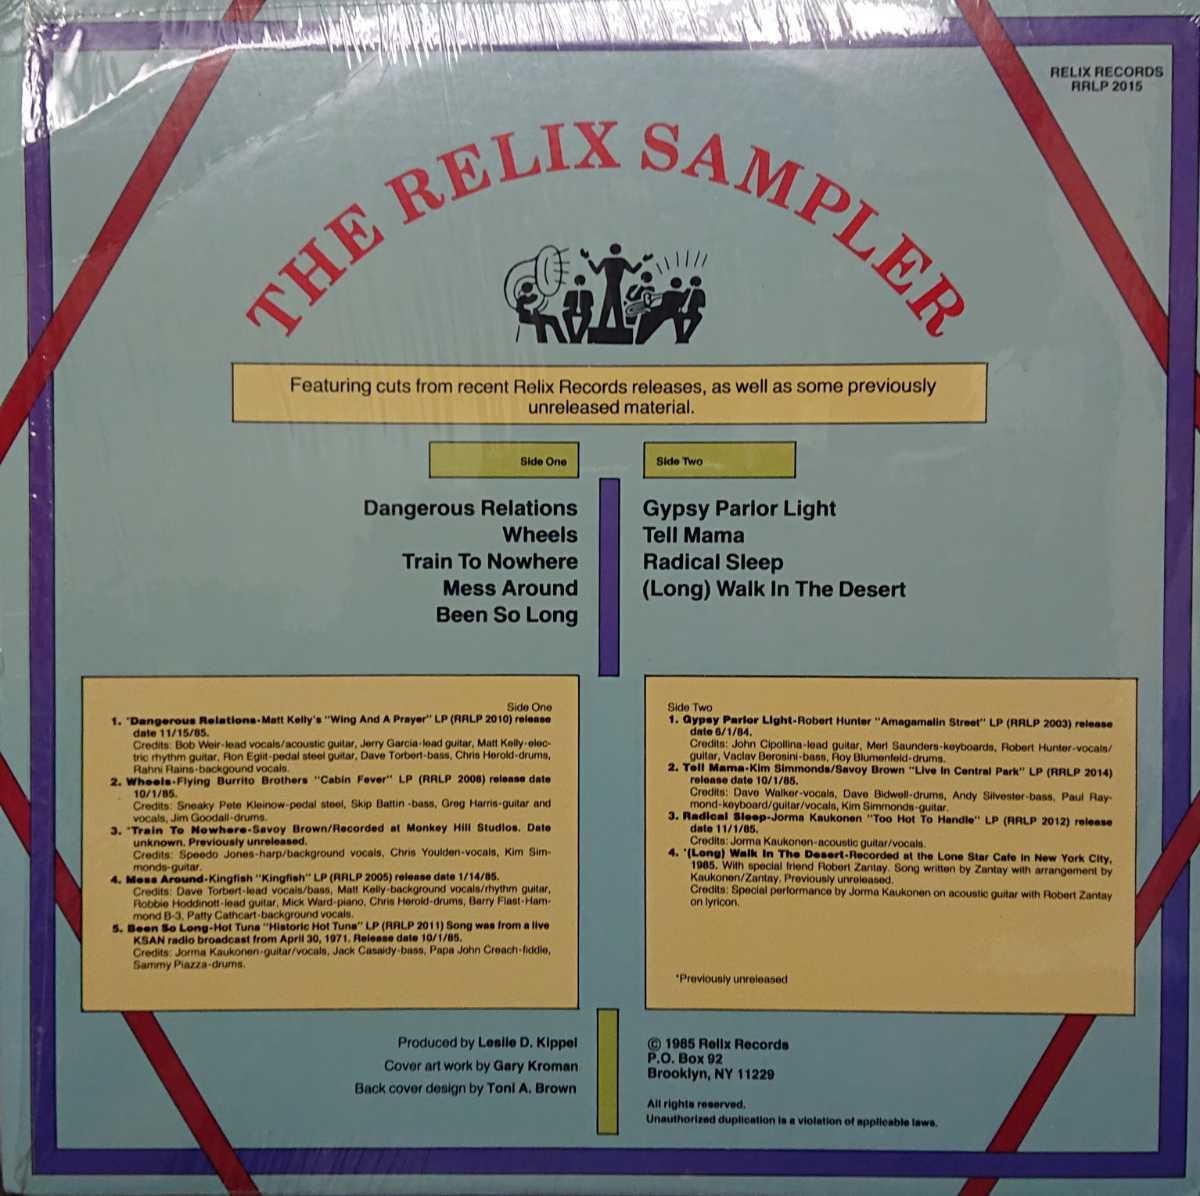 RELIX RECORDS
RRLP 2015
THE RELIX SAMPLER
Featuring cuts from recent Relix Records releases, as well as some previously
unreleased material.
Side One
Dangerous Relations
Wheels
Train To Nowhere
Mess Around
Been So Long
Side Two
Gypsy Parlor Light
Tell Mama
Radical Sleep
(Long) Walk In The Desert
Side One
1. *Dangerous Relations-Matt Kelly's "Wing And A Prayer" LP (RRLP 2010) release
date 11/15/85.
Credits: Bob Weir-lead vocals/acoustic guitar, Jerry Garcia-lead guitar, Matt Kelly-elec-
tric rhythm guitar, Ron Eglit-pedal steel guitar, Dave Torbert-bass, Chris Herold-drums,
Rahni Rains-backgound vocals.
2. Wheels-Flying Burrito Brothers "Cabin Fever" LP (RRLP 2008) release date
10/1/85.
Credits: Sneaky Pete Kleinow-pedal steel, Skip Battin -bass, Greg Harris-guitar and
vocals, Jim Goodall-drums.
3. *Train To Nowhere-Savoy Brown/Recorded at Monkey Hill Studios. Date
unknown. Previously unreleased.
Credits: Speedo Jones-harp/background vocals, Chris Youlden-vocals, Kim Sim-
monds-guitar.
4. Mess Around-Kingfish "Kingfish" LP (RRLP 2005) release date 1/14/85.
Credits: Dave Torbert-lead vocals/bass, Matt Kelly-background vocals/rhythm guitar,
Robbie Hoddinott-lead guitar, Mick Ward-piano, Chris Herold-drums, Barry Flast-Ham-
mond B-3, Patty Cathcart-background vocals.
5. Been So Long-Hot Tuna "Historic Hot Tuna" LP (RRLP 2011) Song was from a live
KSAN radio broadcast from April 30, 1971. Release date 10/1/85.
Credits: Jorma Kaukonen-guitar/vocals, Jack Casaidy-bass, Papa John Creach-fiddle,
Sammy Piazza-drums.
Side Two
1. Gypsy Parlor Light-Robert Hunter "Amagamalin Street" LP (RRLP 2003) release
date 6/1/84.
Credits: John Cipollina-lead guitar, Merl Saunders-keyboards, Robert Hunter-vocals/
guitar, Vaclav Berosini-bass, Roy Blumenfeld-drums.
2. Tell Mama-Kim Simmonds/Savoy Brown "Live In Central Park" LP (RRLP 2014)
release date 10/1/85.
Credits: Dave Walker-vocals, Dave Bidwell-drums, Andy Silvester-bass, Paul Ray-
mond-keyboard/guitar/vocals, Kim Simmonds-guitar.
3. Radical Sleep-Jorma Kaukonen "Too Hot To Handle" LP (RRLP 2012) release
date 11/1/85.
Credits: Jorma Kaukonen-acoustic guitar/vocals.
4. *(Long) Walk In The Desert-Recorded at the Lone Star Cafe in New York City,
1985. With special friend Robert Zantay. Song written by Zantay with arrangement by
Kaukonen/Zantay. Previously unreleased.
Credits: Special performance by Jorma Kaukonen on acoustic guitar with Robert Zantay
on lyricon.
*Previously unreleased
Produced by Leslie D. Kippel
Cover art work by Gary Kroman
Back cover design by Toni A. Brown
© 1985 Relix Records
P.O. Box 92
Brooklyn, NY 11229
All rights reserved.
Unauthorized duplication is a violation of applicable laws.